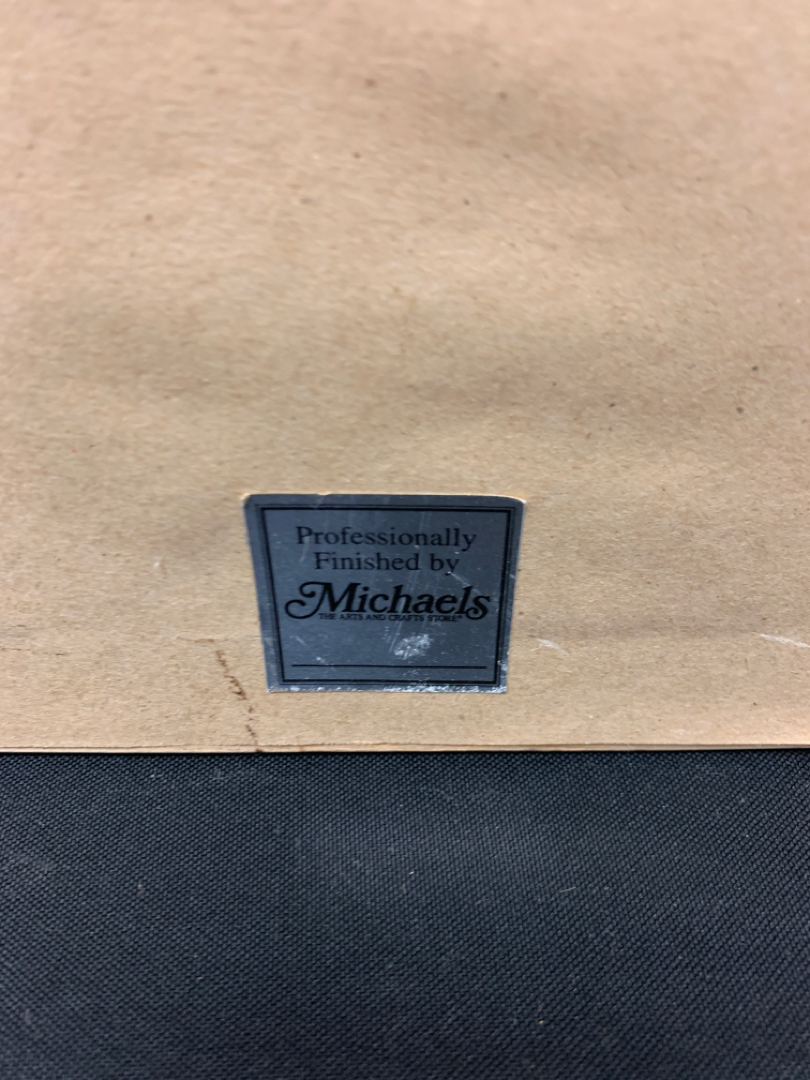 Professionally
Finished by
Michaels
THE ARTS AND CRAFTS STORE®